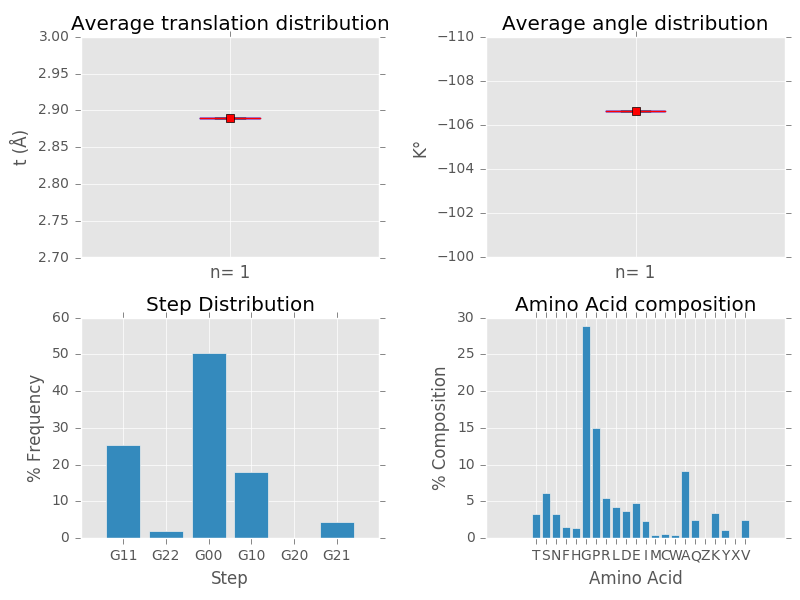 Average translation distribution
t (Å)
3.00
2.95
2.90
2.85
2.80
2.75
2.70
n= 1
Average angle distribution
K°
−110
−108
−106
−104
−102
−100
n= 1
Step Distribution
% Frequency
60
50
40
30
20
10
0
G11 G22 G00 G10 G20 G21
Step
Amino Acid composition
% Composition
30
25
20
15
10
5
0
T S N F H G P R L D E I M C W A Q Z K Y X V
Amino Acid